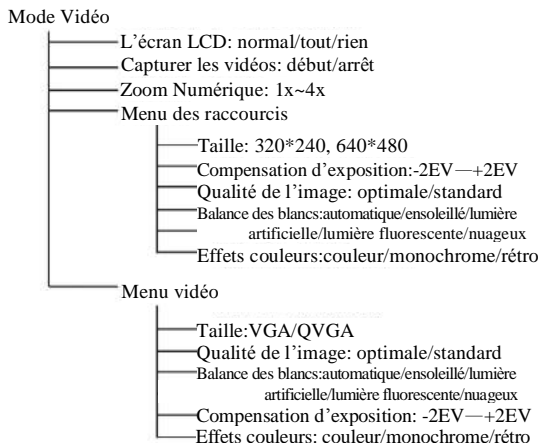 Mode Vidéo
L'écran LCD: normal/tout/rien
Capturer les vidéos: début/arrêt
Zoom Numérique: 1x~4x
Menu des raccourcis
Taille: 320*240, 640*480
Compensation d'exposition:-2EV—+2EV
Qualité de l'image: optimale/standard
Balance des blancs:automatique/ensoleillé/lumière
artificielle/lumière fluorescente/nuageux
Effets couleurs:couleur/monochrome/rétro
Menu vidéo
Taille:VGA/QVGA
Qualité de l'image: optimale/standard
Balance des blancs:automatique/ensoleillé/lumière
artificielle/lumière fluorescente/nuageux
Compensation d'exposition: -2EV—+2EV
Effets couleurs: couleur/monochrome/rétro